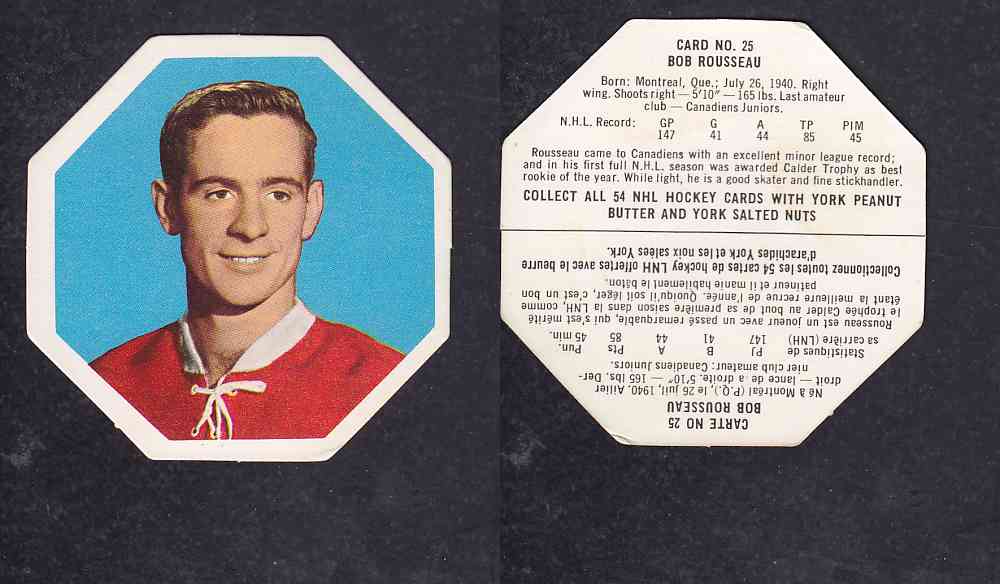 CARD NO. 25
BOB ROUSSEAU
Born: Montreal, Que.; July 26, 1940. Right
wing. Shoots right — 5'10" — 165 lbs. Last amateur
club — Canadiens Juniors.
N.H.L. Record: GP G A TP PIM
147 41 44 85 45
Rousseau came to Canadiens with an excellent minor league record;
and in his first full N.H.L. season was awarded Calder Trophy as best
rookie of the year. While light, he is a good skater and fine stickhandler.
COLLECT ALL 54 NHL HOCKEY CARDS WITH YORK PEANUT
BUTTER AND YORK SALTED NUTS
CARTE NO 25
BOB ROUSSEAU
Né à Montréal (P.Q.), le 26 juil, 1940. Ailier
droit — lance de a droite. 5'10" — 165 lbs. Der-
nier club amateur: Canadiens Juniors.
Statistiques de PJ B A Pts Pun.
sa carrière (LNH) 147 41 44 85 45 min.
Rousseau est un joueur avec un passé remarquable, qui s'est mérité
le trophée Calder au bout de sa première saison dans la LNH, comme
étant la meilleure recrue de l'année. Quoiqu'il soit léger, c'est un bon
patineur et il manie habilement le bâton.
Collectionnez toutes les 54 cartes de hockey LNH offertes avec le beurre
d'arachides York et les noix salées York.